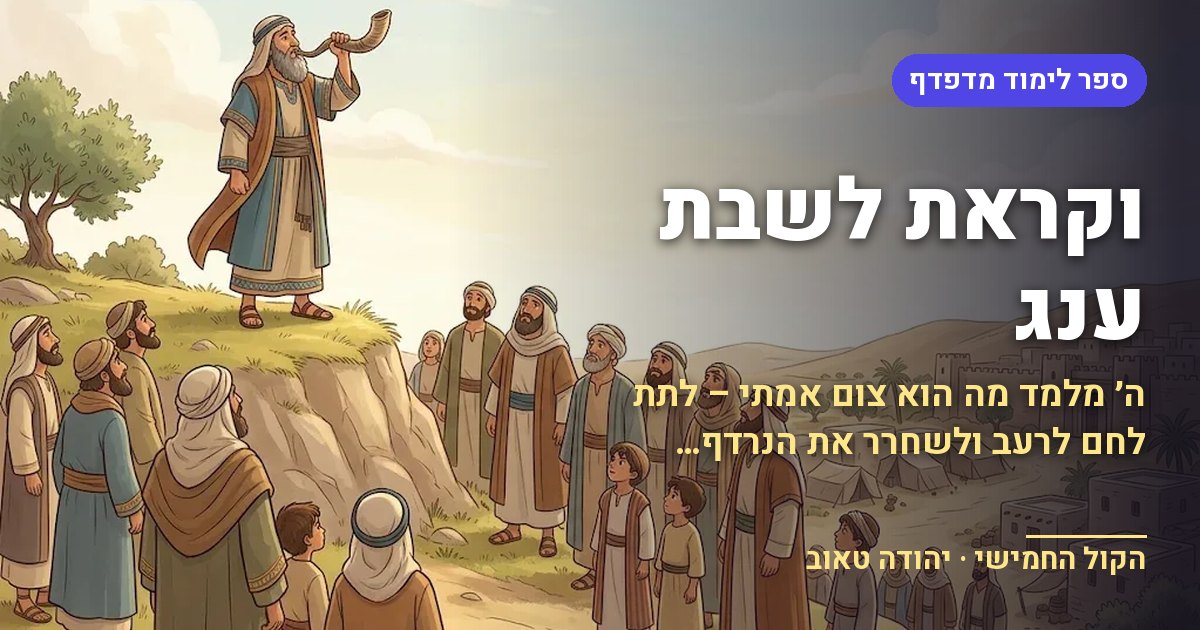 ספר לימוד מדפדף
וקראת לשבת
ענג
ה׳ מלמד מה הוא צום אמתי – לתת
לחם לרעב ולשחרר את הנרדף...
הקול החמישי · יהודה טאוב